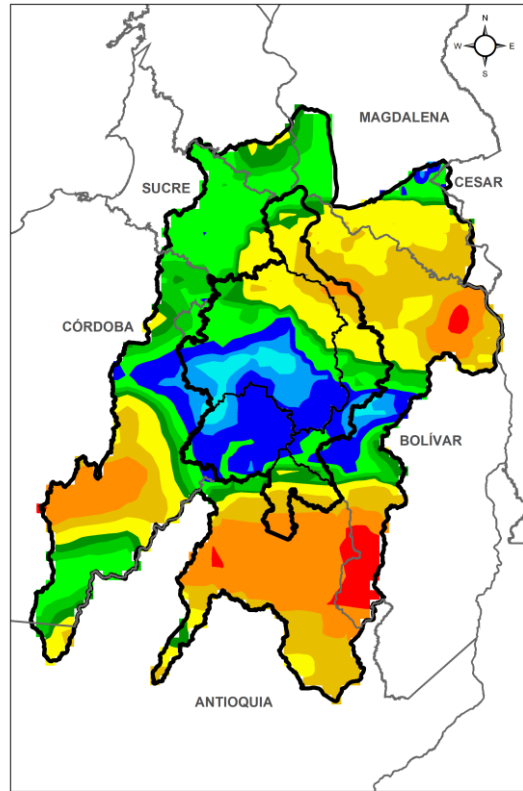 N
W E
S
MAGDALENA
CESAR
SUCRE
CÓRDOBA
BOLÍVAR
ANTIOQUIA